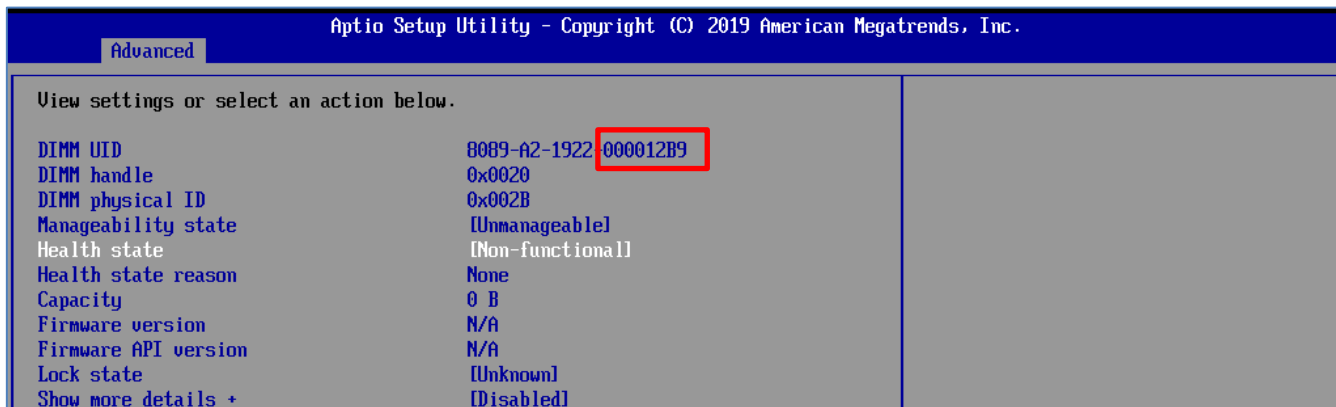 Aptio Setup Utility - Copyright (C) 2019 American Megatrends, Inc.
Advanced
View settings or select an action below.
DIMM UID 8089-A2-1922-000012B9
DIMM handle 0x0020
DIMM physical ID 0x002B
Manageability state [Unmanageable]
Health state [Non-functional]
Health state reason None
Capacity 0 B
Firmware version N/A
Firmware API version N/A
Lock state [Unknown]
Show more details + [Disabled]